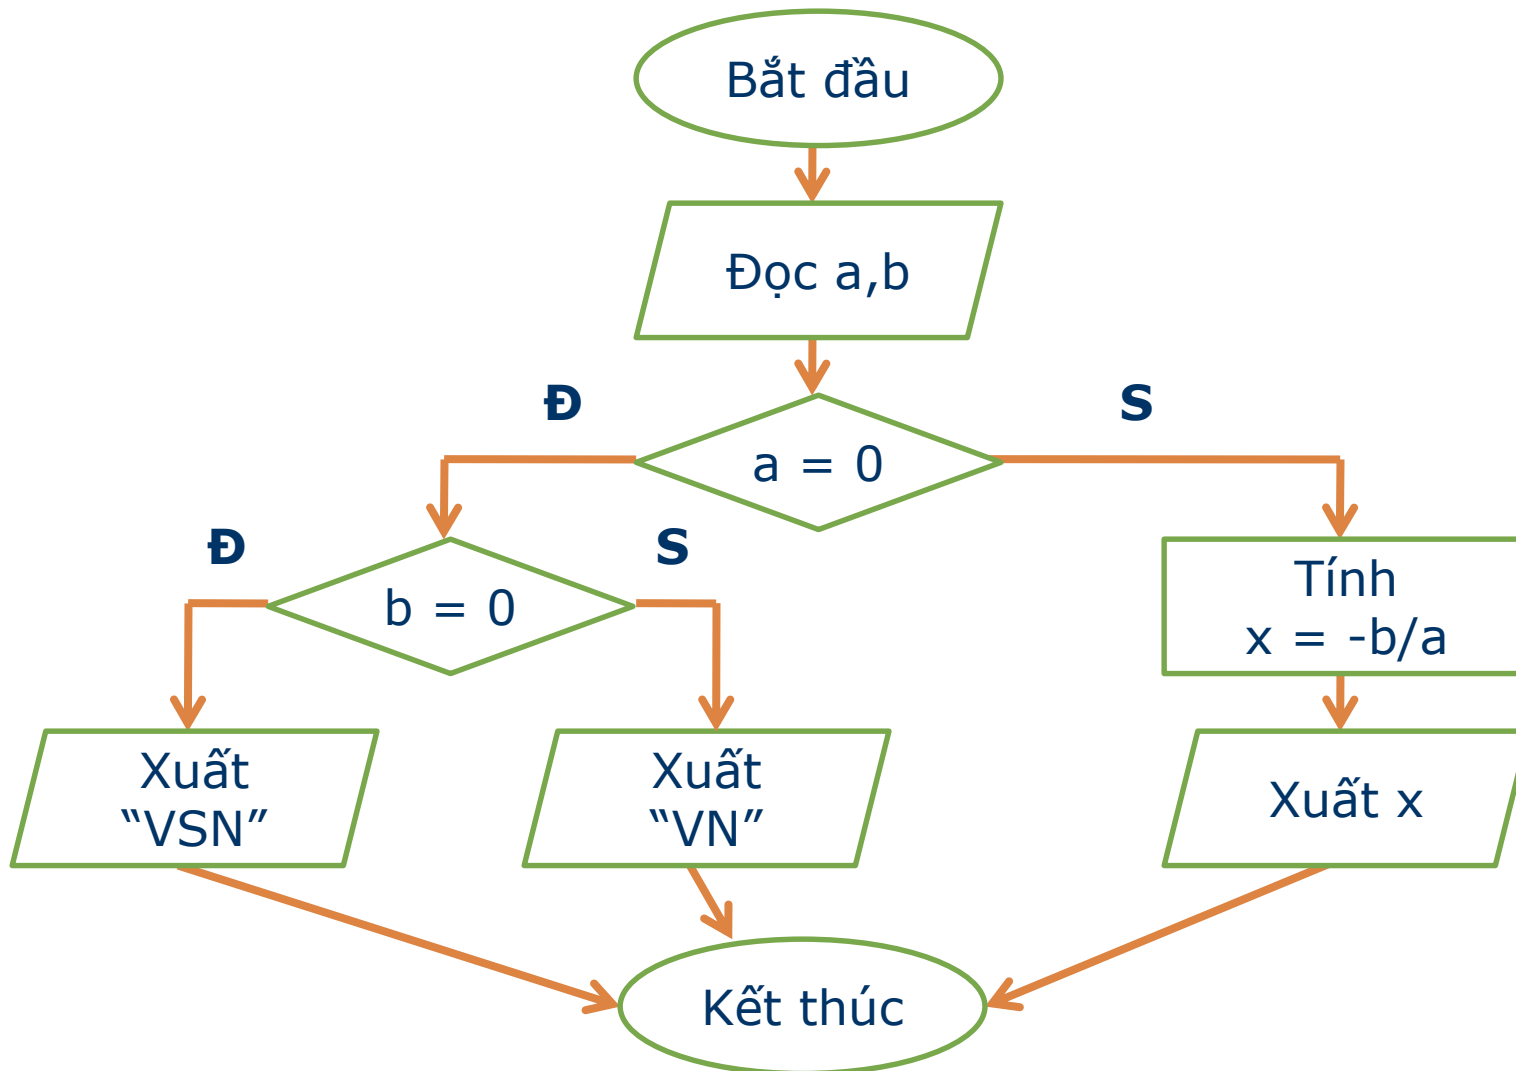 Bắt đầu
Đọc a,b
Đ
S
a = 0
Đ
S
b = 0
Tính
x = -b/a
Xuất
“VSN”
Xuất
“VN”
Xuất x
Kết thúc